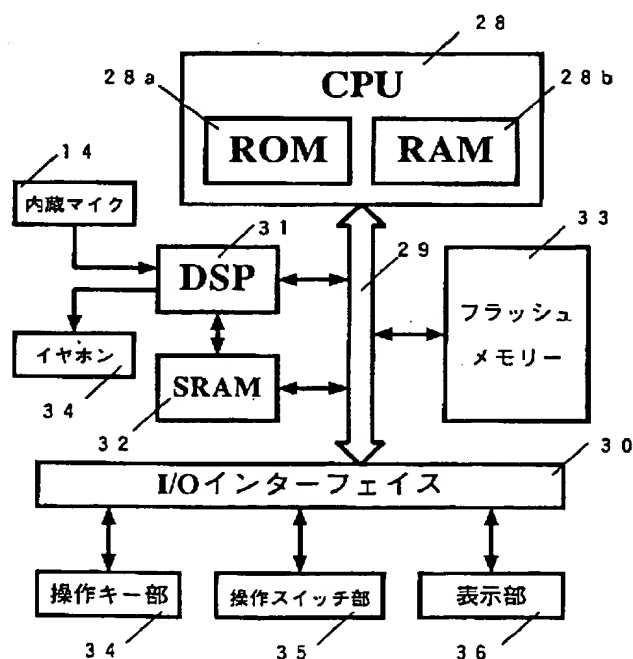 28
CPU
28a
28b
ROM
RAM
14
内蔵マイク
31
29
33
DSP
フラッシュ
メモリー
イヤホン
34
SRAM
32
30
I/Oインターフェイス
操作キー部
操作スイッチ部
表示部
34
35
36